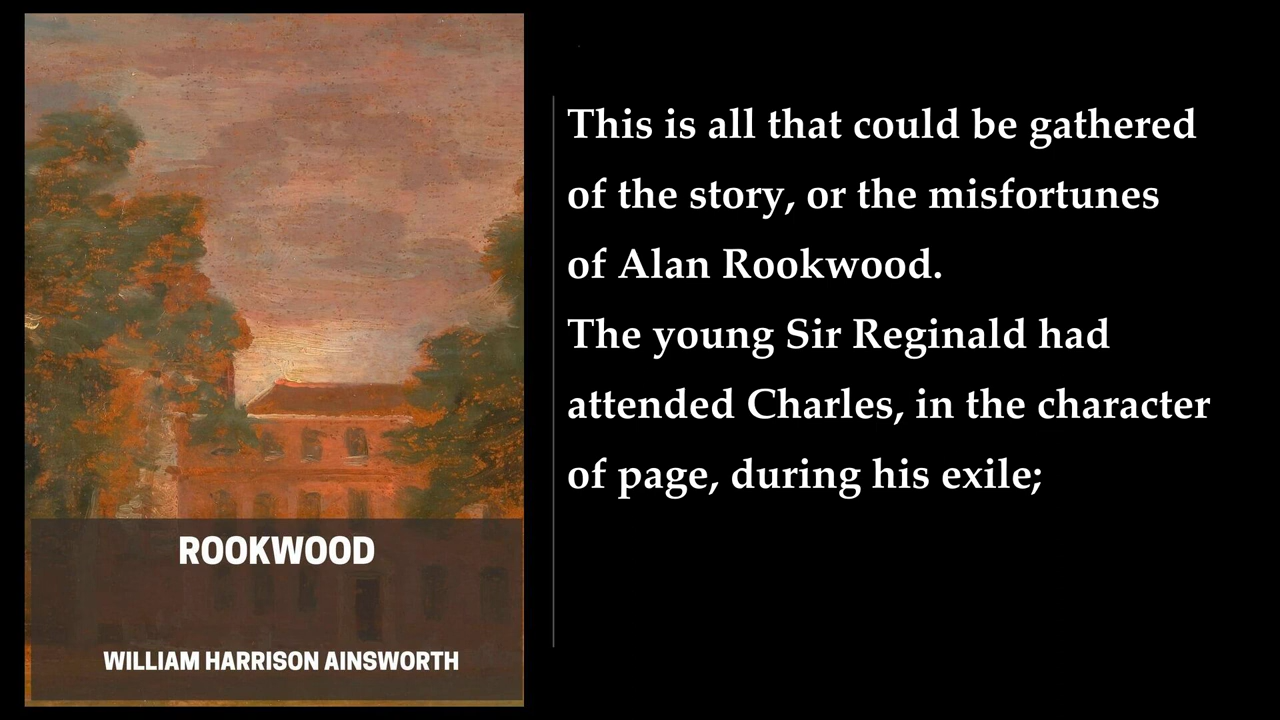 ROOKWOOD
WILLIAM HARRISON AINSWORTH
This is all that could be gathered
of the story, or the misfortunes
of Alan Rookwood.
The young Sir Reginald had
attended Charles, in the character
of page, during his exile;